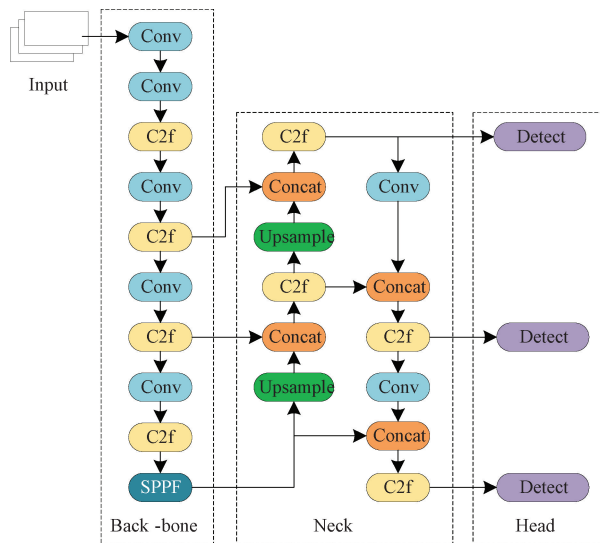 Input
Conv
Conv
C2f
Conv
C2f
Conv
C2f
Conv
C2f
SPPF
Back -bone
C2f
Concat
Upsample
C2f
Concat
Upsample
Conv
Concat
C2f
Conv
Concat
C2f
Neck
Detect
Detect
Detect
Head